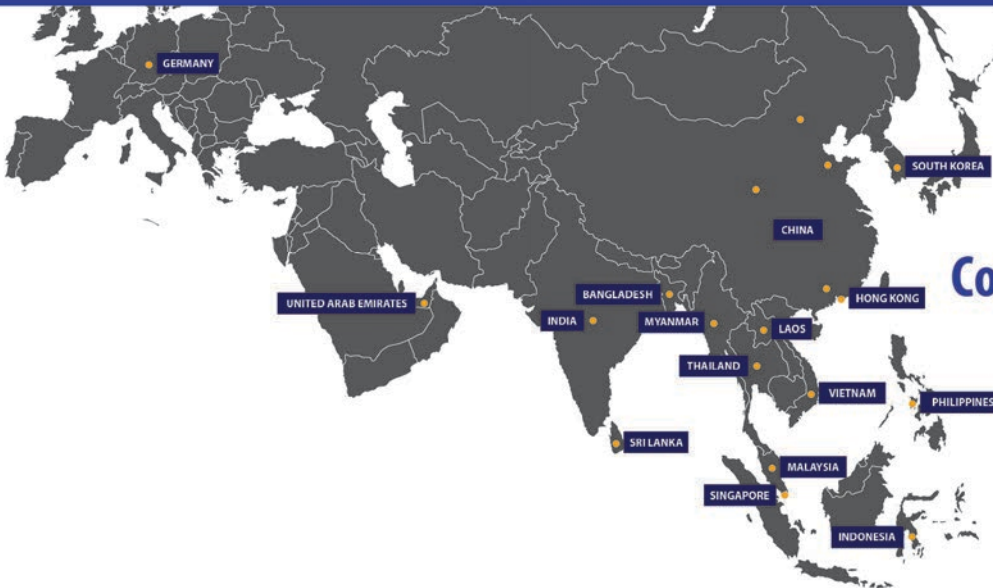 GERMANY
SOUTH KOREA
CHINA
Co
UNITED ARAB EMIRATES
BANGLADESH
HONG KONG
INDIA
MYANMAR
LAOS
THAILAND
VIETNAM
PHILIPPINES
SRI LANKA
MALAYSIA
SINGAPORE
INDONESIA